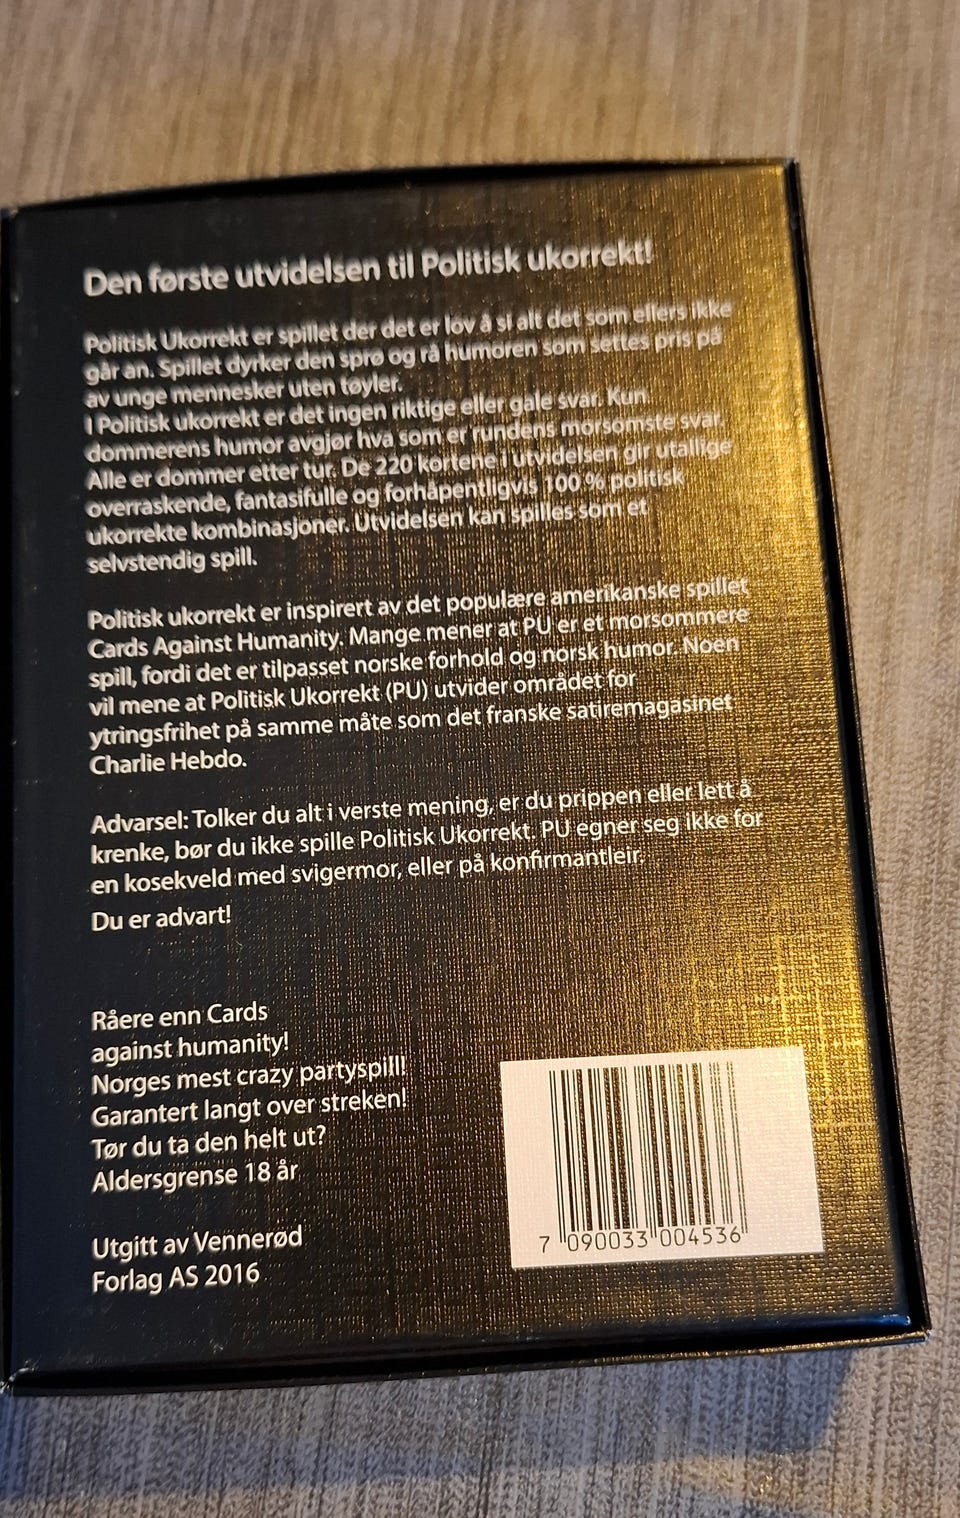 Den første utvidelsen til Politisk ukorrekt!
Politisk Ukorrekt er spillet der det er lov å si alt det som ellers ikke
går an. Spillet dyrker den sprø og rå humoren som settes pris på
av unge mennesker uten tøyler.
I Politisk ukorrekt er det ingen riktige eller gale svar. Kun
dommerens humor avgjør hva som er rundens morsomste svar.
Alle er dommer etter tur. De 220 kortene i utvidelsen gir utallige
overraskende, fantasifulle og forhåpentligvis 100 % politisk
ukorrekte kombinasjoner. Utvidelsen kan spilles som et
selvstendig spill.
Politisk ukorrekt er inspirert av det populære amerikanske spillet
Cards Against Humanity. Mange mener at PU er et morsommere
spill, fordi det er tilpasset norske forhold og norsk humor. Noen
vil mene at Politisk Ukorrekt (PU) utvider området for
ytringsfrihet på samme måte som det franske satiremagasinet
Charlie Hebdo.
Advarsel: Tolker du alt i verste mening, er du prippen eller lett å
krenke, bør du ikke spille Politisk Ukorrekt. PU egner seg ikke for
en kosekveld med svigermor, eller på konfirmantleir.
Du er advart!
Råere enn Cards
against humanity!
Norges mest crazy partyspill!
Garantert langt over streken!
Tør du ta den helt ut?
Aldersgrense 18 år
Utgitt av Vennerød
Forlag AS 2016
7 090033 004536